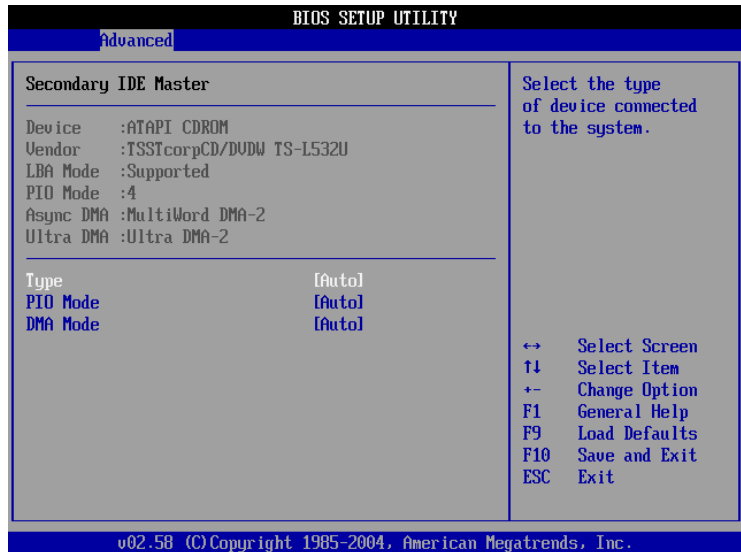 BIOS SETUP UTILITY
Advanced
Secondary IDE Master
Device :ATAPI CDROM
Vendor :TSSTcorpCD/DVDW TS-L532U
LBA Mode :Supported
PIO Mode :4
Async DMA :MultiWord DMA-2
Ultra DMA :Ultra DMA-2
Type [Auto]
PIO Mode [Auto]
DMA Mode [Auto]
Select the type
of device connected
to the system.
↔ Select Screen
↑↓ Select Item
+- Change Option
F1 General Help
F9 Load Defaults
F10 Save and Exit
ESC Exit
v02.58 (C)Copyright 1985-2004, American Megatrends, Inc.